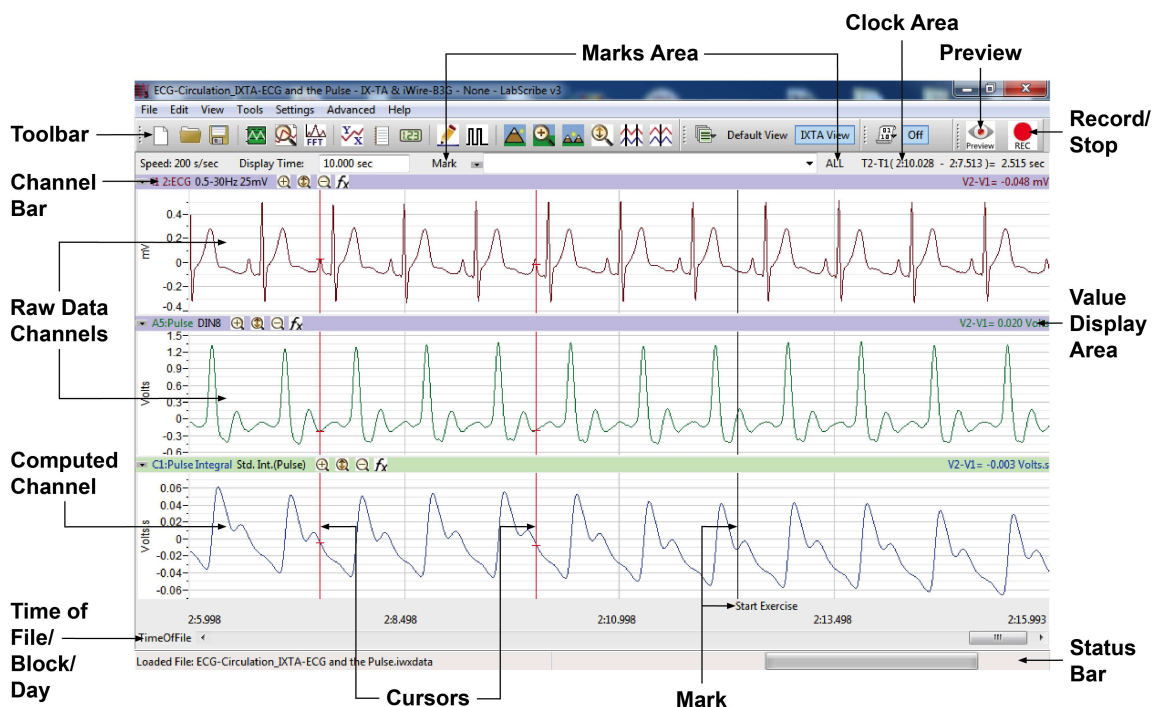 Clock Area
Marks Area
Preview
ECG-Circulation_IXTA-ECG and the Pulse - IX-TA & iWire-B3G - None - LabScribe v3
File Edit View Tools Settings Advanced Help
Toolbar
FFT
Y/X
123
Default View
IXTA View
Off
Preview
REC
Record/
Stop
Speed: 200 s/sec Display Time: 10.000 sec Mark ALL T2-T1( 2:10.028 - 2:7.513 )= 2.515 sec
Channel
Bar
1 2:ECG 0.5-30Hz 25mV fx V2-V1= -0.048 mV
0.4
0.2
0
-0.2
-0.4
mV
Raw Data
Channels
Value
Display
Area
A5:Pulse DIN8 fx V2-V1= 0.020 Volts
1.5
1.2
0.9
0.6
0.3
0
-0.3
-0.6
Volts
Computed
Channel
C1:Pulse Integral Std. Int.(Pulse) fx V2-V1= -0.003 Volts.s
0.06
0.04
0.02
0
-0.02
-0.04
-0.06
Volts.s
Start Exercise
2:5.998 2:8.498 2:10.998 2:13.498 2:15.993
Time of
File/
Block/
Day
TimeOfFile
Loaded File: ECG-Circulation_IXTA-ECG and the Pulse.iwxdata
Status
Bar
Cursors
Mark